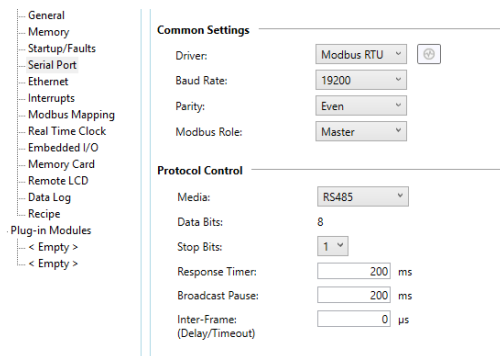 General
Memory
Startup/Faults
Serial Port
Ethernet
Interrupts
Modbus Mapping
Real Time Clock
Embedded I/O
Memory Card
Remote LCD
Data Log
Recipe
Plug-in Modules
< Empty >
< Empty >
Common Settings
Driver: Modbus RTU
Baud Rate: 19200
Parity: Even
Modbus Role: Master
Protocol Control
Media: RS485
Data Bits: 8
Stop Bits: 1
Response Timer: 200 ms
Broadcast Pause: 200 ms
Inter-Frame: 0 µs
(Delay/Timeout)